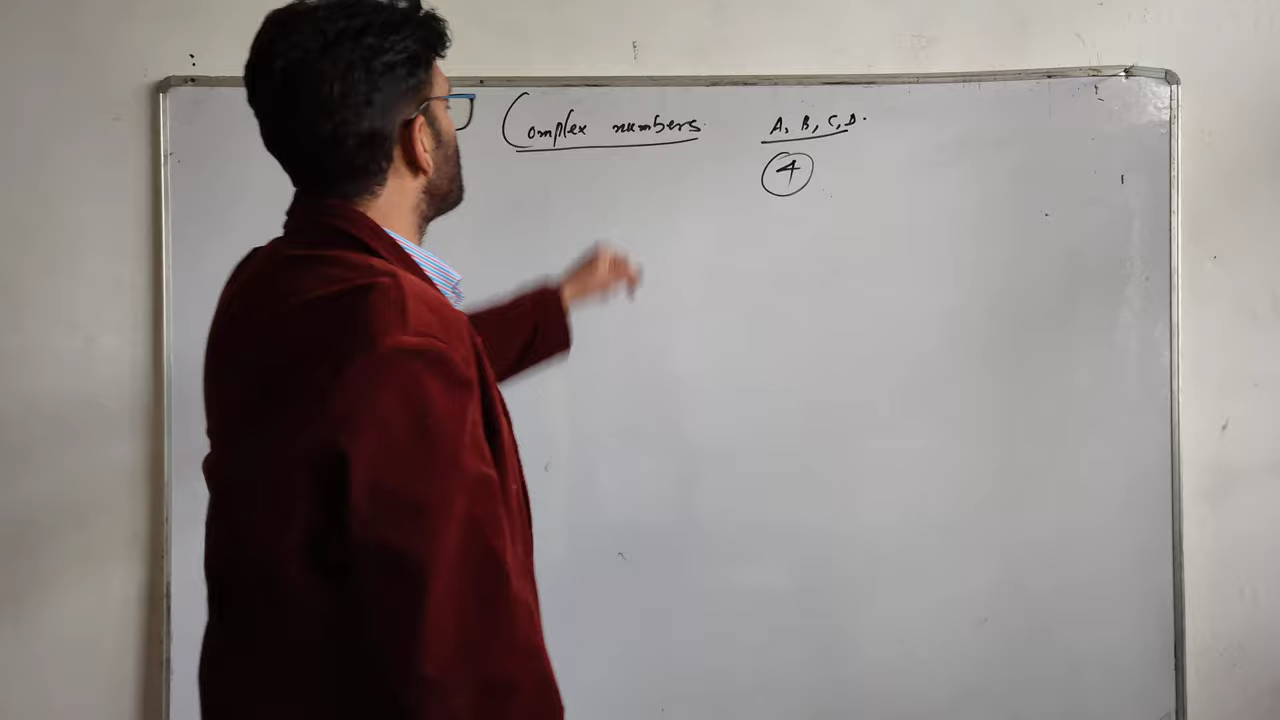 Complex numbers. A, B, C, D.
4